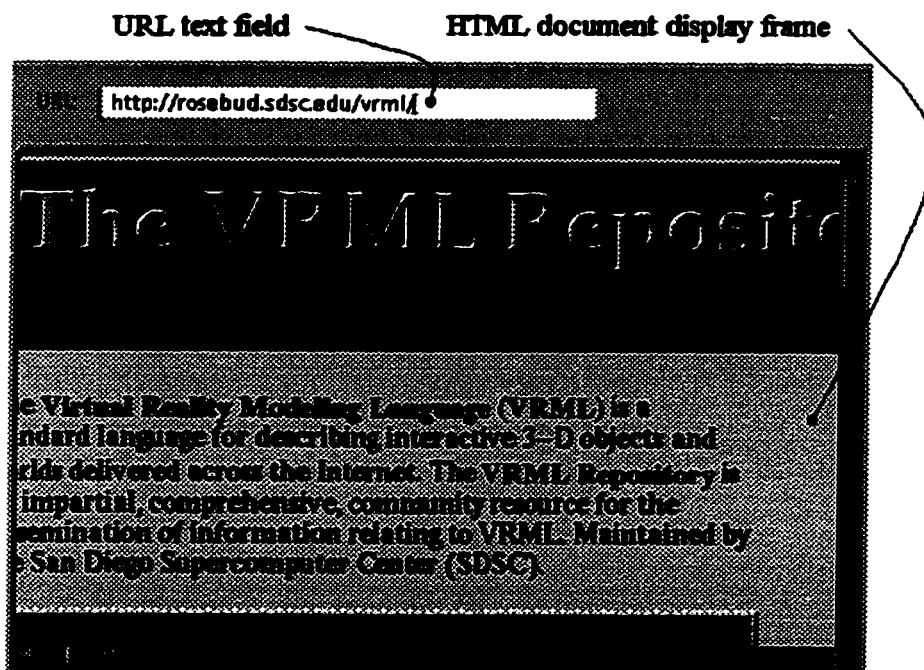 URL text field HTML document display frame
URL: http://rosebud.sdsc.edu/vrml/
The VRML Reposito
e Virtual Reality Modeling Language (VRML) is a
ndard language for describing interactive 3-D objects and
rlds delivered across the Internet. The VRML Repository is
impartial, comprehensive, community resource for the
semination of information relating to VRML. Maintained by
e San Diego Supercomputer Center (SDSC).